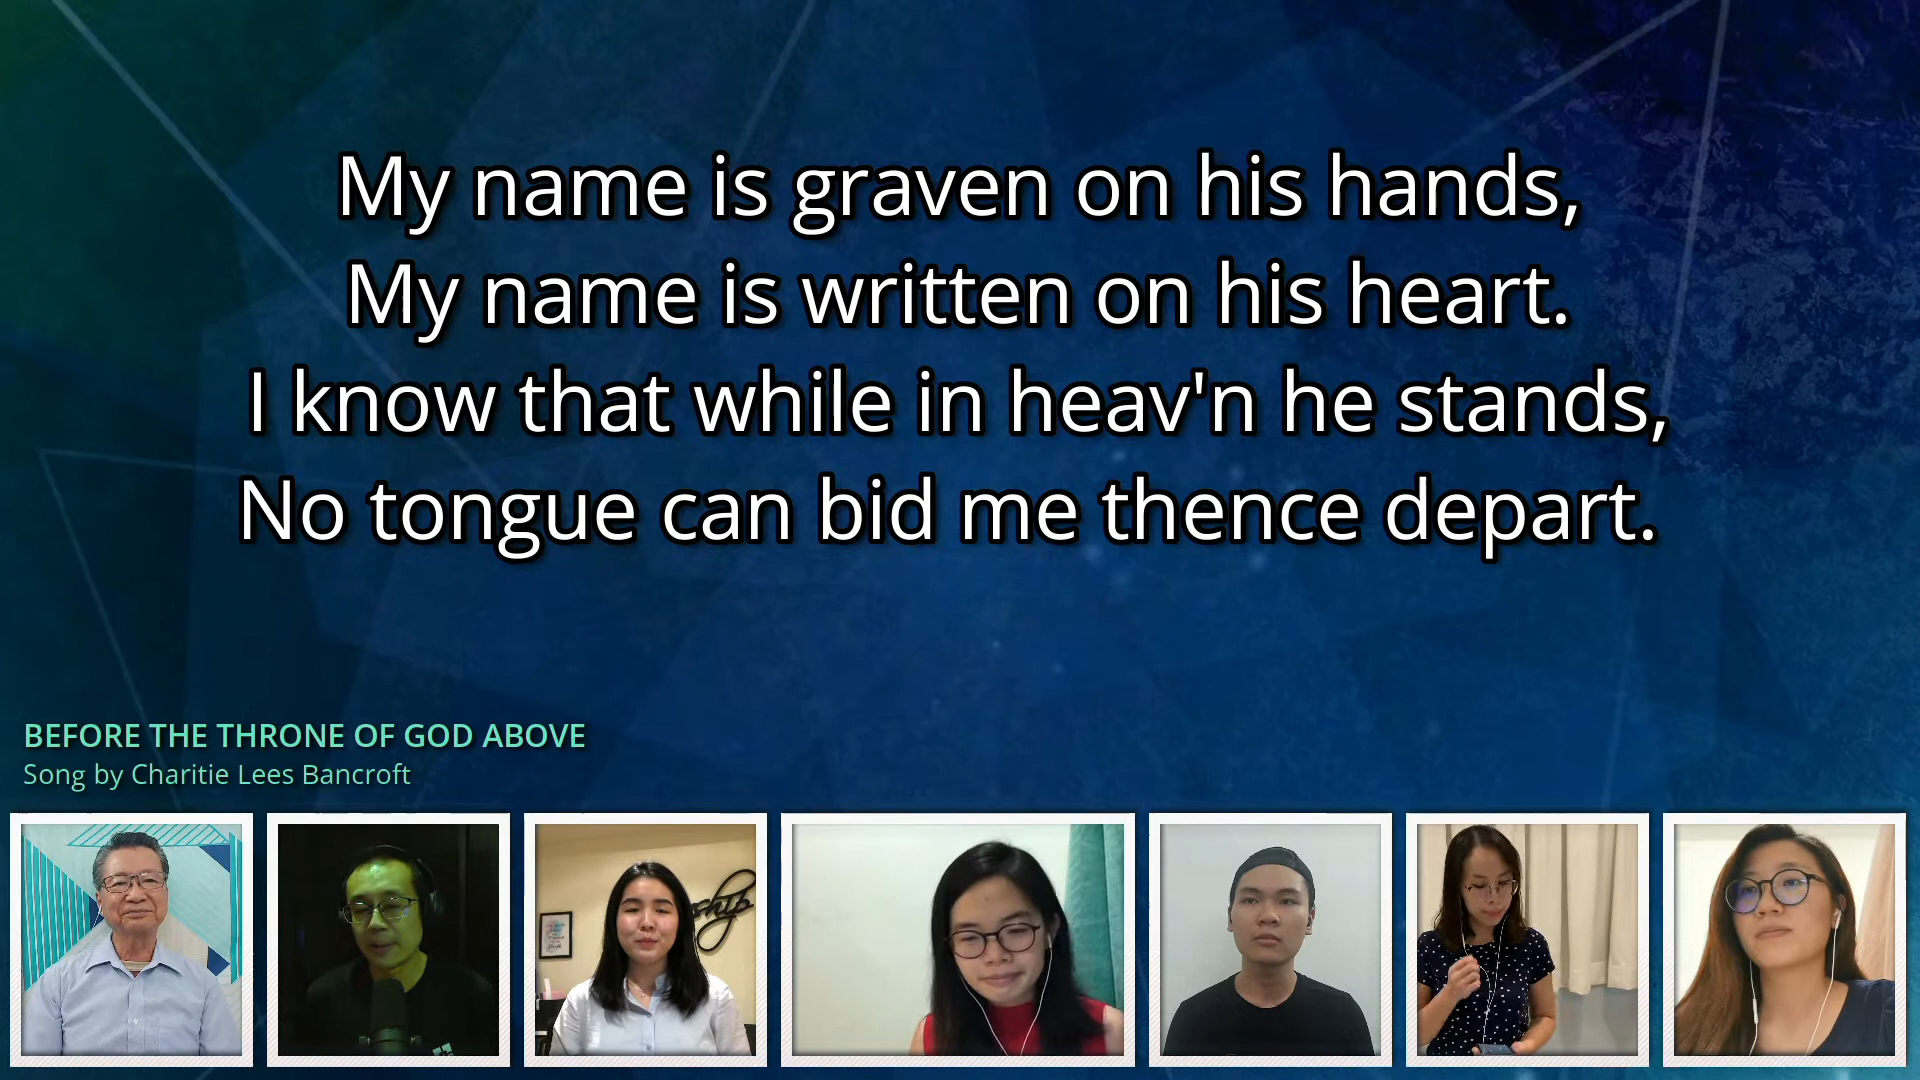 My name is graven on his hands,
My name is written on his heart.
I know that while in heav'n he stands,
No tongue can bid me thence depart.
BEFORE THE THRONE OF GOD ABOVE
Song by Charitie Lees Bancroft